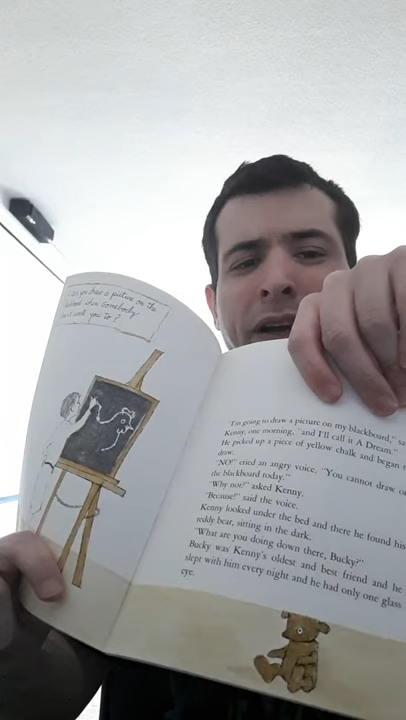 can you draw a picture on the
blackboard when Somebody
want you to?
"I'm going to draw a picture on my blackboard,"
Kenny, one morning, "and I'll call it A Dream."
He picked up a piece of yellow chalk and began
draw.
"NO!" cried an angry voice. "You cannot draw
the blackboard today."
"Why not?" asked Kenny.
"Because!" said the voice.
Kenny looked under the bed and there he found his
teddy bear, sitting in the dark.
"What are you doing down there, Bucky?"
Bucky was Kenny's oldest and best friend and he
slept with him every night and he had only one glass
eye.